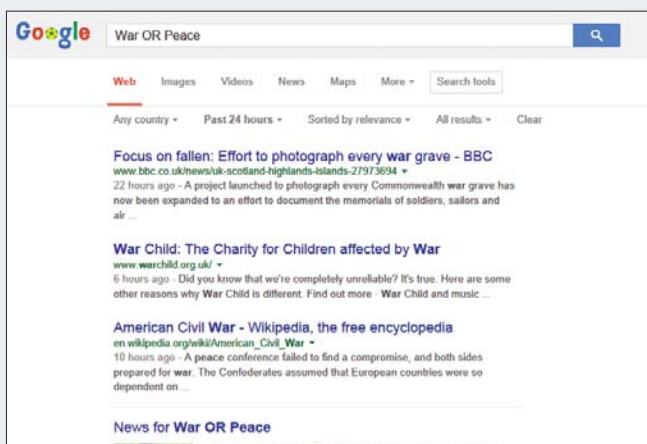 Google
War OR Peace
Web Images Videos News Maps More Search tools
Any country Past 24 hours Sorted by relevance All results Clear
Focus on fallen: Effort to photograph every war grave - BBC
www.bbc.co.uk/news/uk-scotland-highlands-islands-27973694
22 hours ago - A project launched to photograph every Commonwealth war grave has
now been expanded to an effort to document the memorials of soldiers, sailors and
air ...
War Child: The Charity for Children affected by War
www.warchild.org.uk/
6 hours ago - Did you know that we're completely unreliable? It's true. Here are some
other reasons why War Child is different. Find out more · War Child and music ...
American Civil War - Wikipedia, the free encyclopedia
en.wikipedia.org/wiki/American_Civil_War
10 hours ago - A peace conference failed to find a compromise, and both sides
prepared for war. The Confederates assumed that European countries were so
dependent on ...
News for War OR Peace